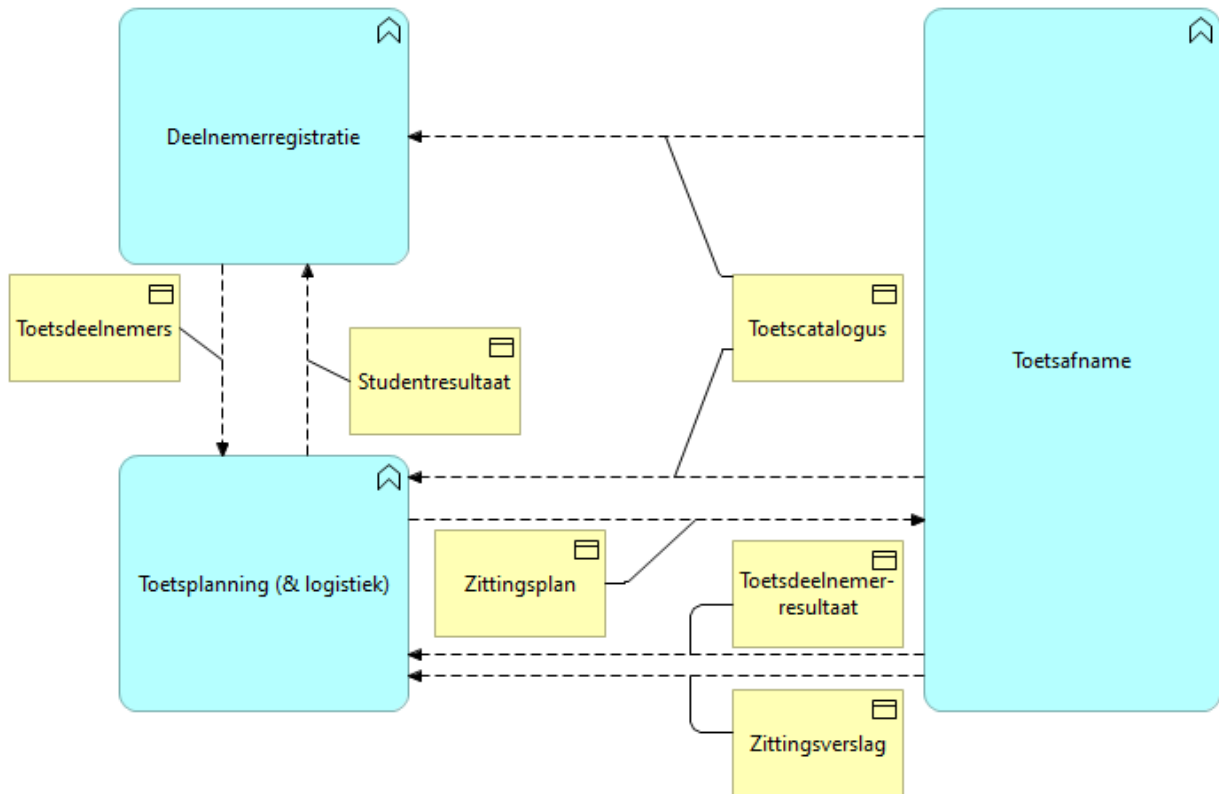 Deelnemerregistratie
Toetsdeelnemers
Studentresultaat
Toetscatalogus
Toetsafname
Toetsplanning (& logistiek)
Zittingsplan
Toetsdeelnemer-
resultaat
Zittingsverslag